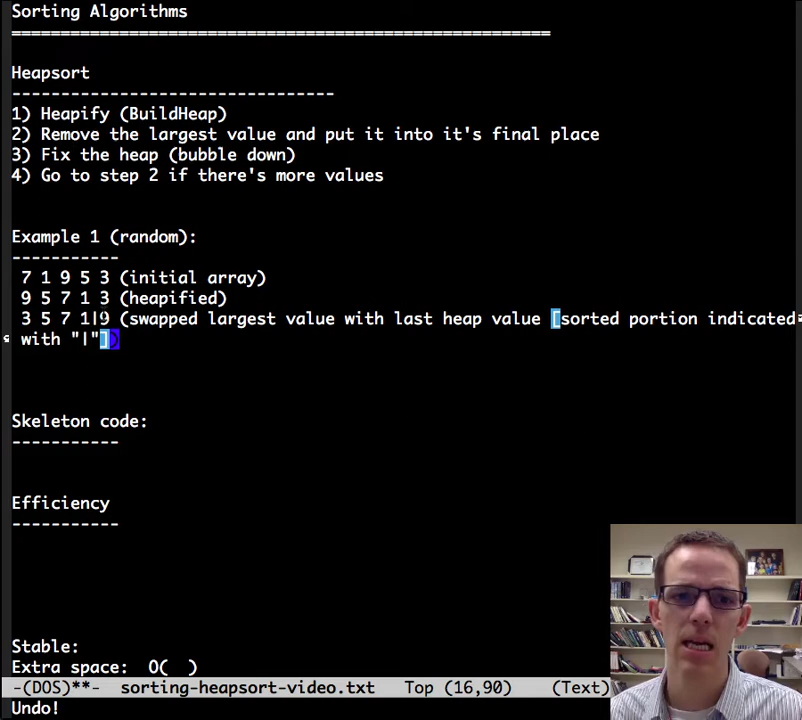 Sorting Algorithms
=======================================================
Heapsort
---------------------------------
1) Heapify (BuildHeap)
2) Remove the largest value and put it into it's final place
3) Fix the heap (bubble down)
4) Go to step 2 if there's more values
Example 1 (random):
-----------
7 1 9 5 3 (initial array)
9 5 7 1 3 (heapified)
3 5 7 1|9 (swapped largest value with last heap value [sorted portion indicated
with "|"])
Skeleton code:
-----------
Efficiency
-----------
Stable:
Extra space:  O(  )
-(DOS)**-  sorting-heapsort-video.txt   Top (16,90)    (Text)
Undo!